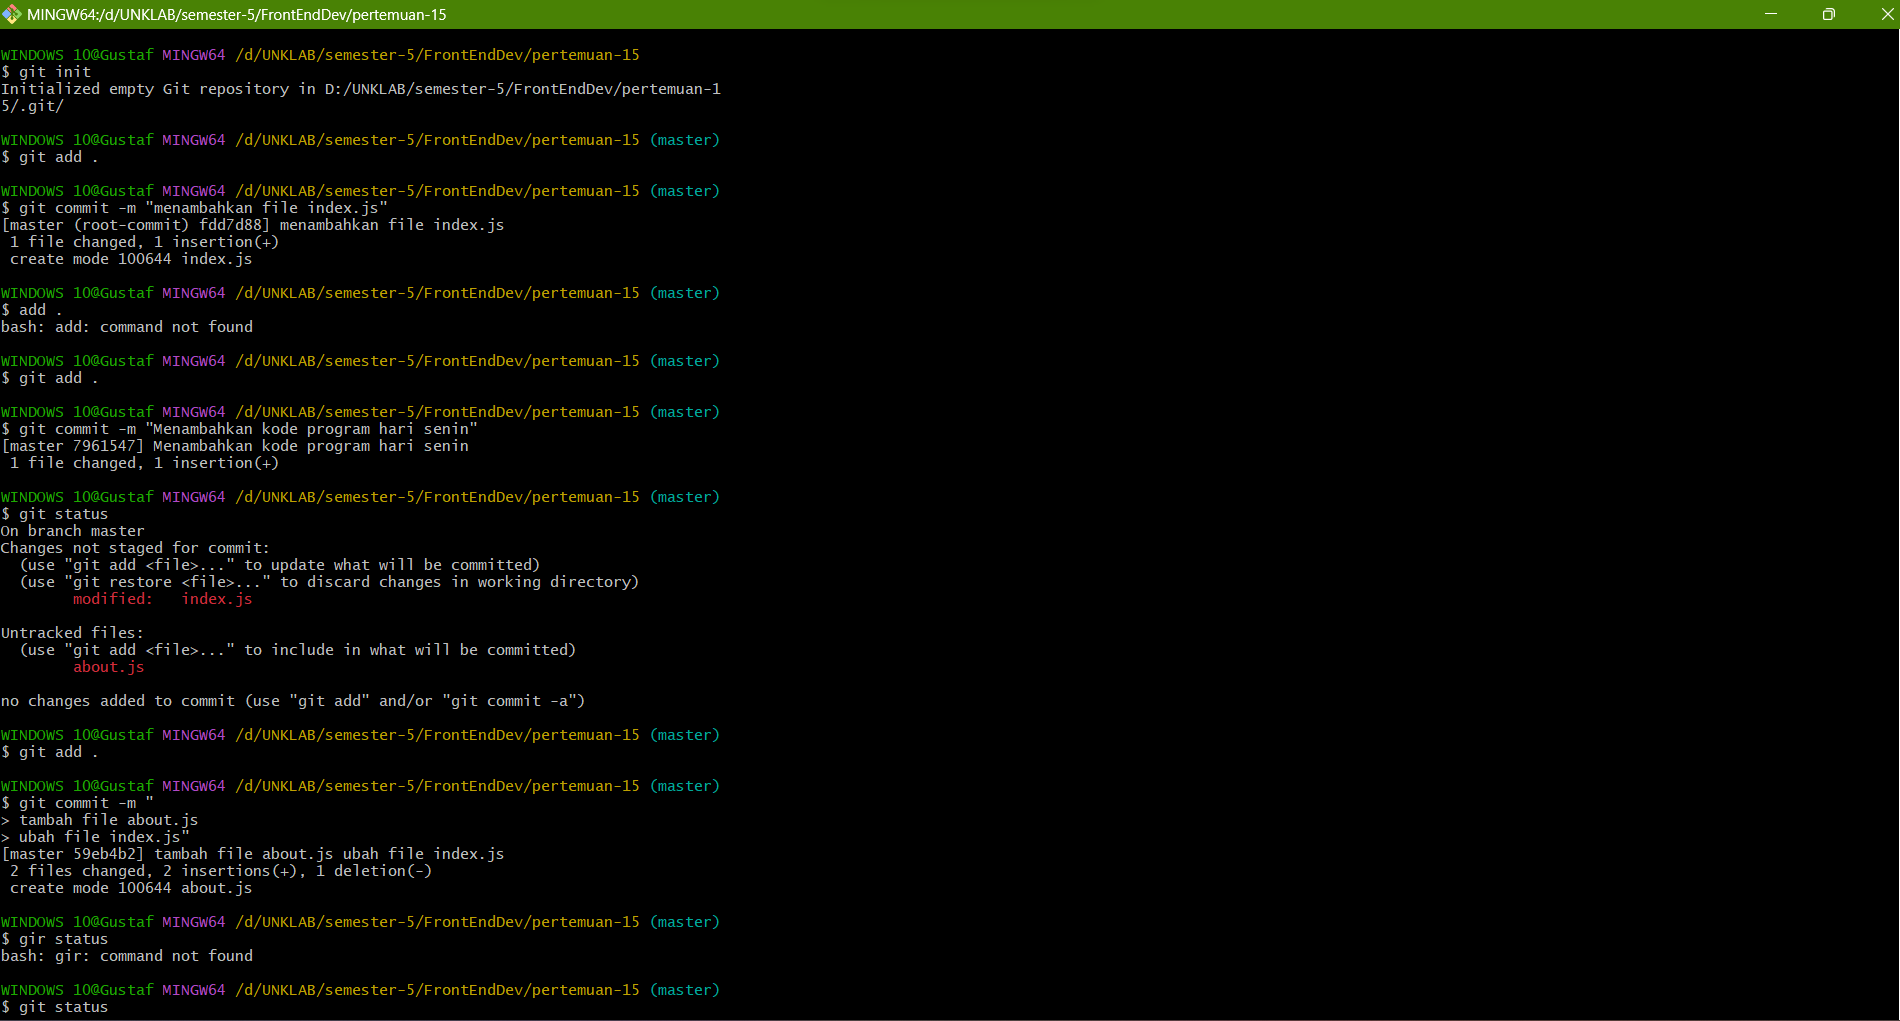 MINGW64:/d/UNKLAB/semester-5/FrontEndDev/pertemuan-15
WINDOWS 10@Gustaf MINGW64 /d/UNKLAB/semester-5/FrontEndDev/pertemuan-15
$ git init
Initialized empty Git repository in D:/UNKLAB/semester-5/FrontEndDev/pertemuan-1
5/.git/
WINDOWS 10@Gustaf MINGW64 /d/UNKLAB/semester-5/FrontEndDev/pertemuan-15 (master)
$ git add .
WINDOWS 10@Gustaf MINGW64 /d/UNKLAB/semester-5/FrontEndDev/pertemuan-15 (master)
$ git commit -m "menambahkan file index.js"
[master (root-commit) fdd7d88] menambahkan file index.js
 1 file changed, 1 insertion(+)
 create mode 100644 index.js
WINDOWS 10@Gustaf MINGW64 /d/UNKLAB/semester-5/FrontEndDev/pertemuan-15 (master)
$ add .
bash: add: command not found
WINDOWS 10@Gustaf MINGW64 /d/UNKLAB/semester-5/FrontEndDev/pertemuan-15 (master)
$ git add .
WINDOWS 10@Gustaf MINGW64 /d/UNKLAB/semester-5/FrontEndDev/pertemuan-15 (master)
$ git commit -m "Menambahkan kode program hari senin"
[master 7961547] Menambahkan kode program hari senin
 1 file changed, 1 insertion(+)
WINDOWS 10@Gustaf MINGW64 /d/UNKLAB/semester-5/FrontEndDev/pertemuan-15 (master)
$ git status
On branch master
Changes not staged for commit:
  (use "git add <file>..." to update what will be committed)
  (use "git restore <file>..." to discard changes in working directory)
        modified:   index.js
Untracked files:
  (use "git add <file>..." to include in what will be committed)
        about.js
no changes added to commit (use "git add" and/or "git commit -a")
WINDOWS 10@Gustaf MINGW64 /d/UNKLAB/semester-5/FrontEndDev/pertemuan-15 (master)
$ git add .
WINDOWS 10@Gustaf MINGW64 /d/UNKLAB/semester-5/FrontEndDev/pertemuan-15 (master)
$ git commit -m "
> tambah file about.js
> ubah file index.js"
[master 59eb4b2] tambah file about.js ubah file index.js
 2 files changed, 2 insertions(+), 1 deletion(-)
 create mode 100644 about.js
WINDOWS 10@Gustaf MINGW64 /d/UNKLAB/semester-5/FrontEndDev/pertemuan-15 (master)
$ gir status
bash: gir: command not found
WINDOWS 10@Gustaf MINGW64 /d/UNKLAB/semester-5/FrontEndDev/pertemuan-15 (master)
$ git status